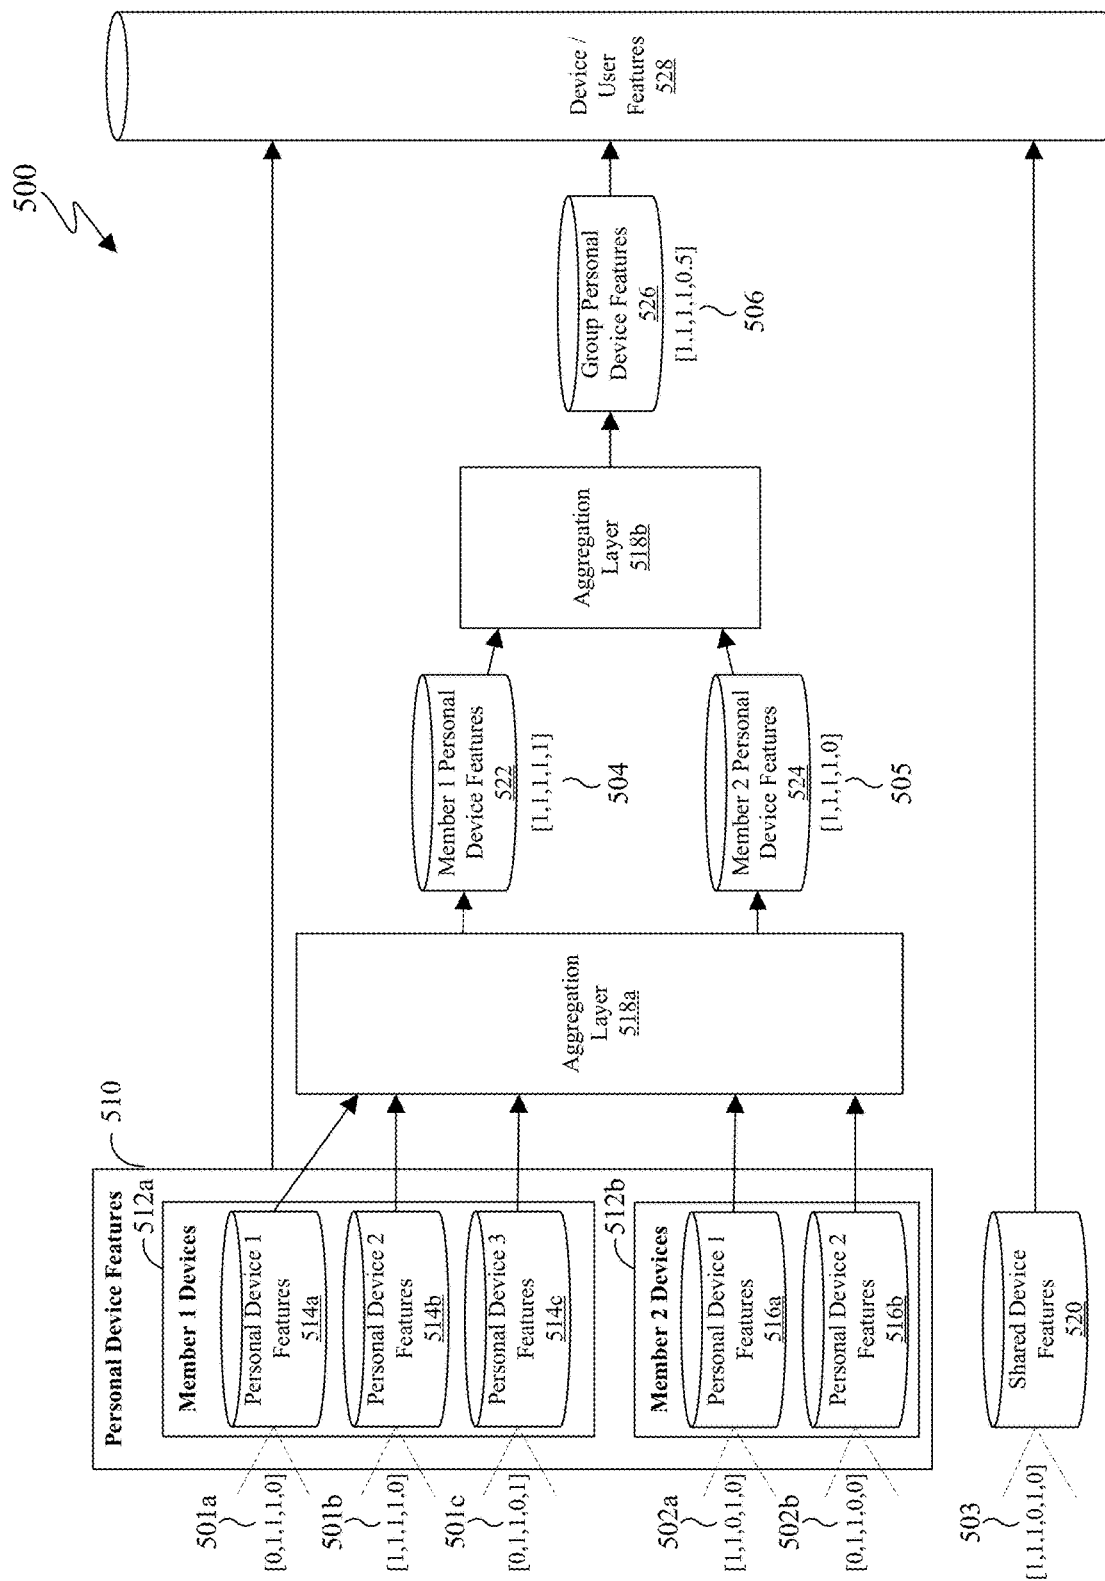 500
Personal Device Features
510
512a
Member 1 Devices
501a
[0,1,1,1,0]
Personal Device 1
Features
514a
501b
[1,1,1,1,0]
Personal Device 2
Features
514b
501c
[0,1,1,0,1]
Personal Device 3
Features
514c
512b
Member 2 Devices
502a
[1,1,0,1,0]
Personal Device 1
Features
516a
502b
[0,1,1,0,0]
Personal Device 2
Features
516b
503
[1,1,1,0,1,0]
Shared Device
Features
520
Aggregation
Layer
518a
Member 1 Personal
Device Features
522
[1,1,1,1,1]
504
Member 2 Personal
Device Features
524
[1,1,1,1,0]
505
Aggregation
Layer
518b
Group Personal
Device Features
526
[1,1,1,1,0.5]
506
Device /
User
Features
528